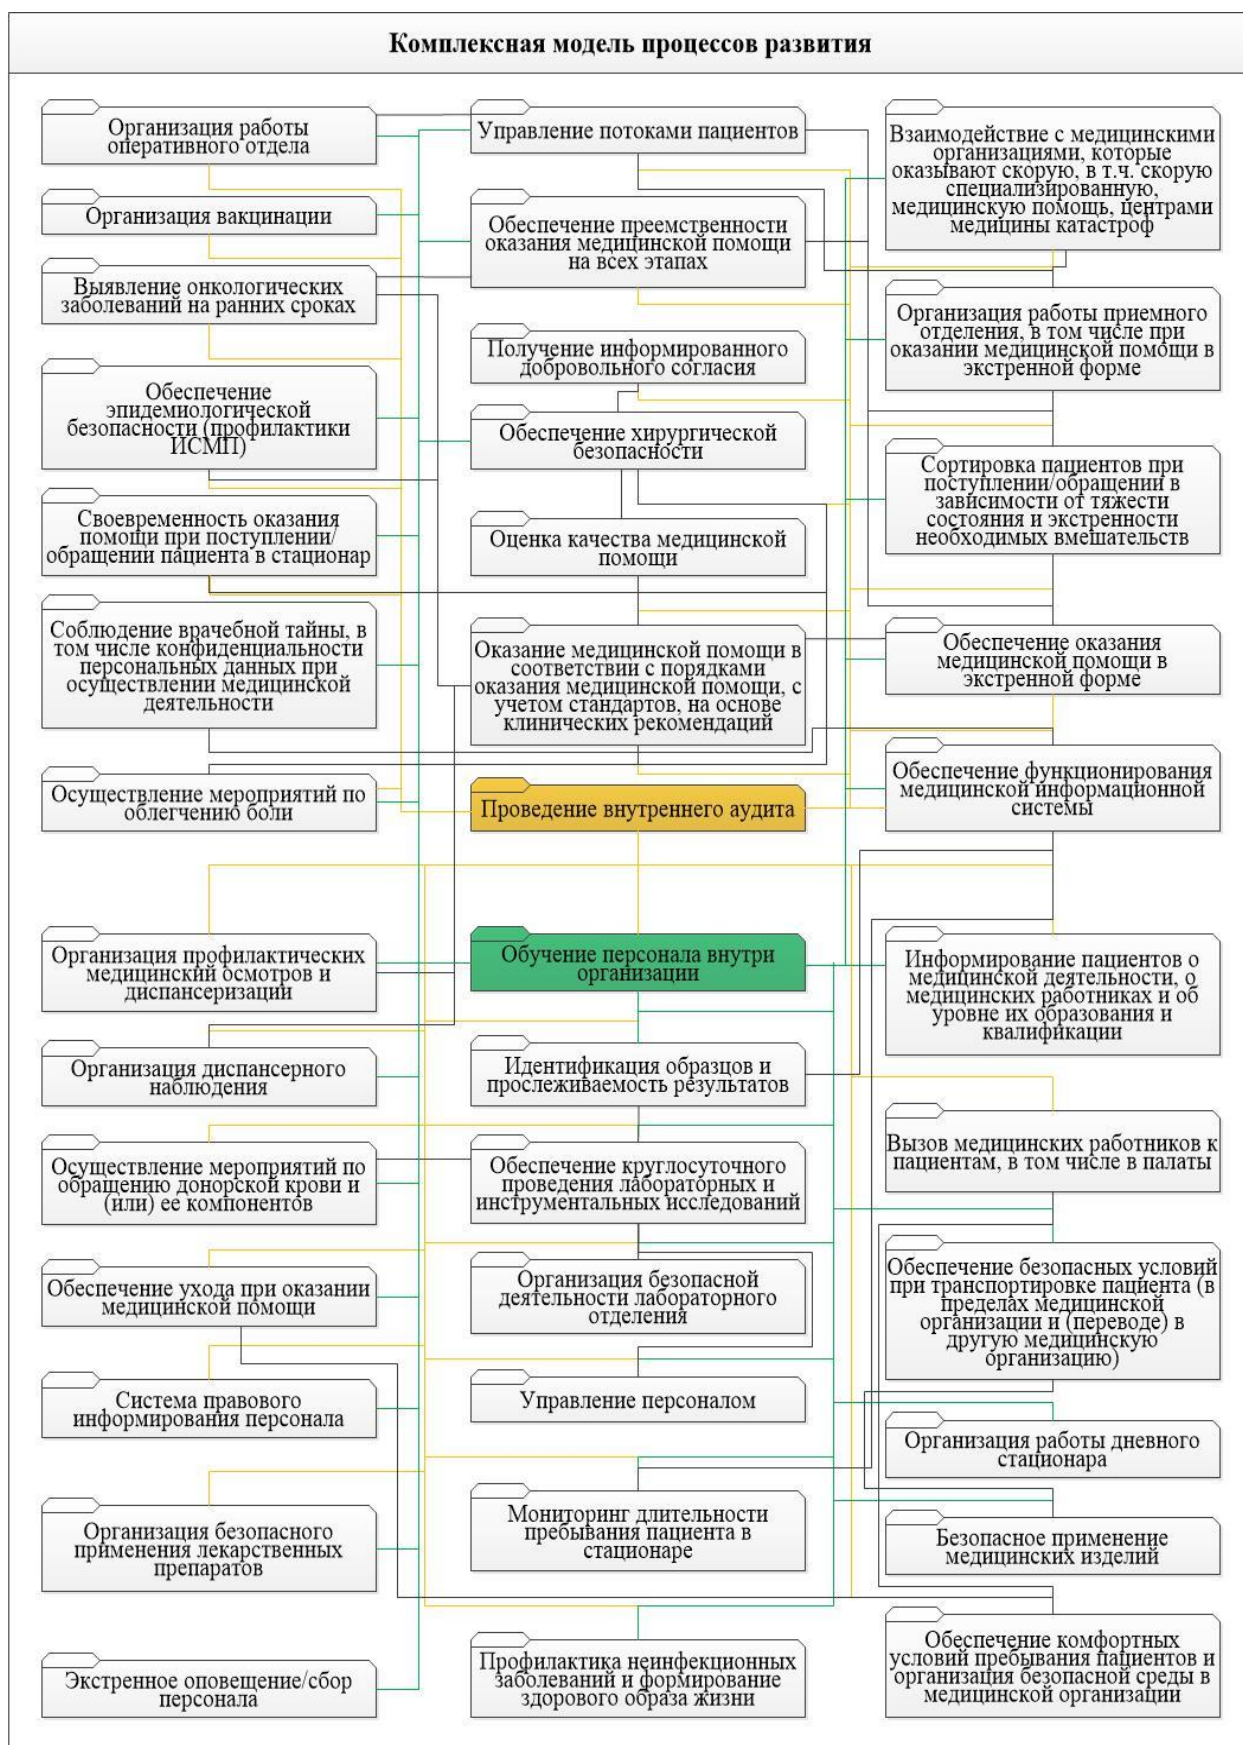 Комплексная модель процессов развития
Организация работы
оперативного отдела
Управление потоками пациентов
Взаимодействие с медицинскими
организациями, которые
оказывают скорую, в т.ч. скорую
специализированную,
медицинскую помощь, центрами
медицины катастроф
Организация вакцинации
Обеспечение преемственности
оказания медицинской помощи
на всех этапах
Выявление онкологических
заболеваний на ранних сроках
Организация работы приемного
отделения, в том числе при
оказании медицинской помощи в
экстренной форме
Получение информированного
добровольного согласия
Обеспечение
эпидемиологической
безопасности (профилактики
ИСМП)
Обеспечение хирургической
безопасности
Сортировка пациентов при
поступлении/обращении в
зависимости от тяжести
состояния и экстренности
необходимых вмешательств
Своевременность оказания
помощи при поступлении/
обращении пациента в стационар
Оценка качества медицинской
помощи
Соблюдение врачебной тайны, в
том числе конфиденциальности
персональных данных при
осуществлении медицинской
деятельности
Оказание медицинской помощи в
соответствии с порядками
оказания медицинской помощи, с
учетом стандартов, на основе
клинических рекомендаций
Обеспечение оказания
медицинской помощи в
экстренной форме
Осуществление мероприятий по
облегчению боли
Проведение внутреннего аудита
Обеспечение функционирования
медицинской информационной
системы
Организация профилактических
медицинский осмотров и
диспансеризации
Обучение персонала внутри
организации
Информирование пациентов о
медицинской деятельности, о
медицинских работниках и об
уровне их образования и
квалификации
Организация диспансерного
наблюдения
Идентификация образцов и
прослеживаемость результатов
Вызов медицинских работников к
пациентам, в том числе в палаты
Осуществление мероприятий по
обращению донорской крови и
(или) ее компонентов
Обеспечение круглосуточного
проведения лабораторных и
инструментальных исследований
Обеспечение ухода при оказании
медицинской помощи
Организация безопасной
деятельности лабораторного
отделения
Обеспечение безопасных условий
при транспортировке пациента (в
пределах медицинской
организации и (переводе) в
другую медицинскую
организацию)
Система правового
информирования персонала
Управление персоналом
Организация работы дневного
стационара
Организация безопасного
применения лекарственных
препаратов
Мониторинг длительности
пребывания пациента в
стационаре
Безопасное применение
медицинских изделий
Экстренное оповещение/сбор
персонала
Профилактика неинфекционных
заболеваний и формирование
здорового образа жизни
Обеспечение комфортных
условий пребывания пациентов и
организация безопасной среды в
медицинской организации